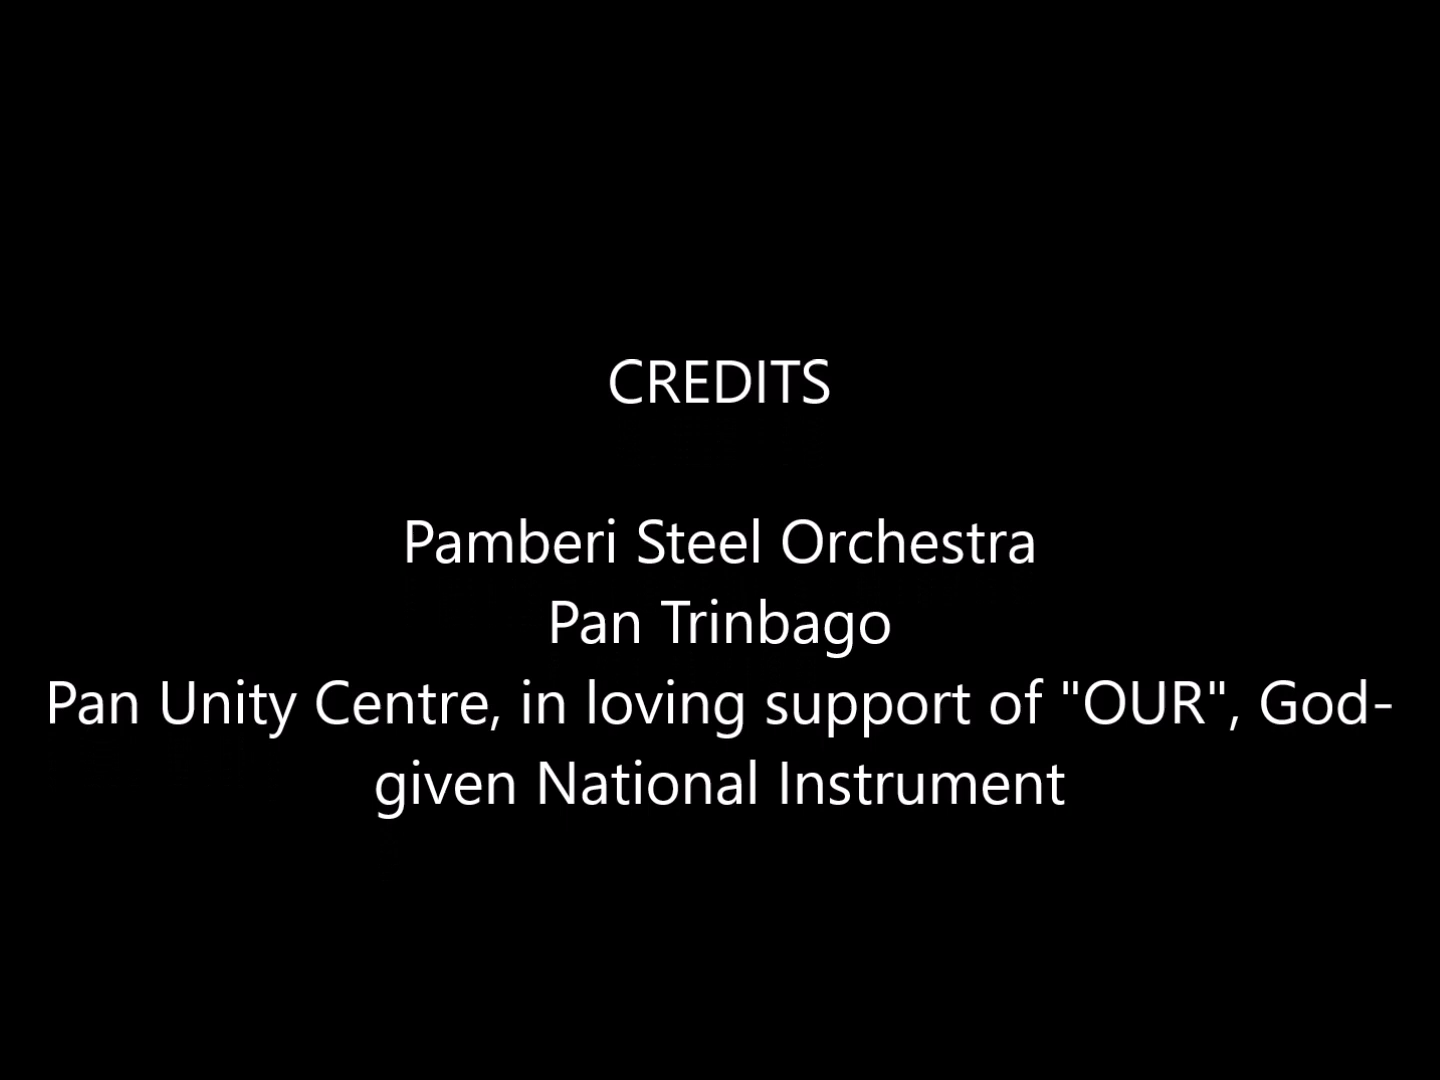 CREDITS
Pamberi Steel Orchestra
Pan Trinbago
Pan Unity Centre, in loving support of "OUR", God-
given National Instrument